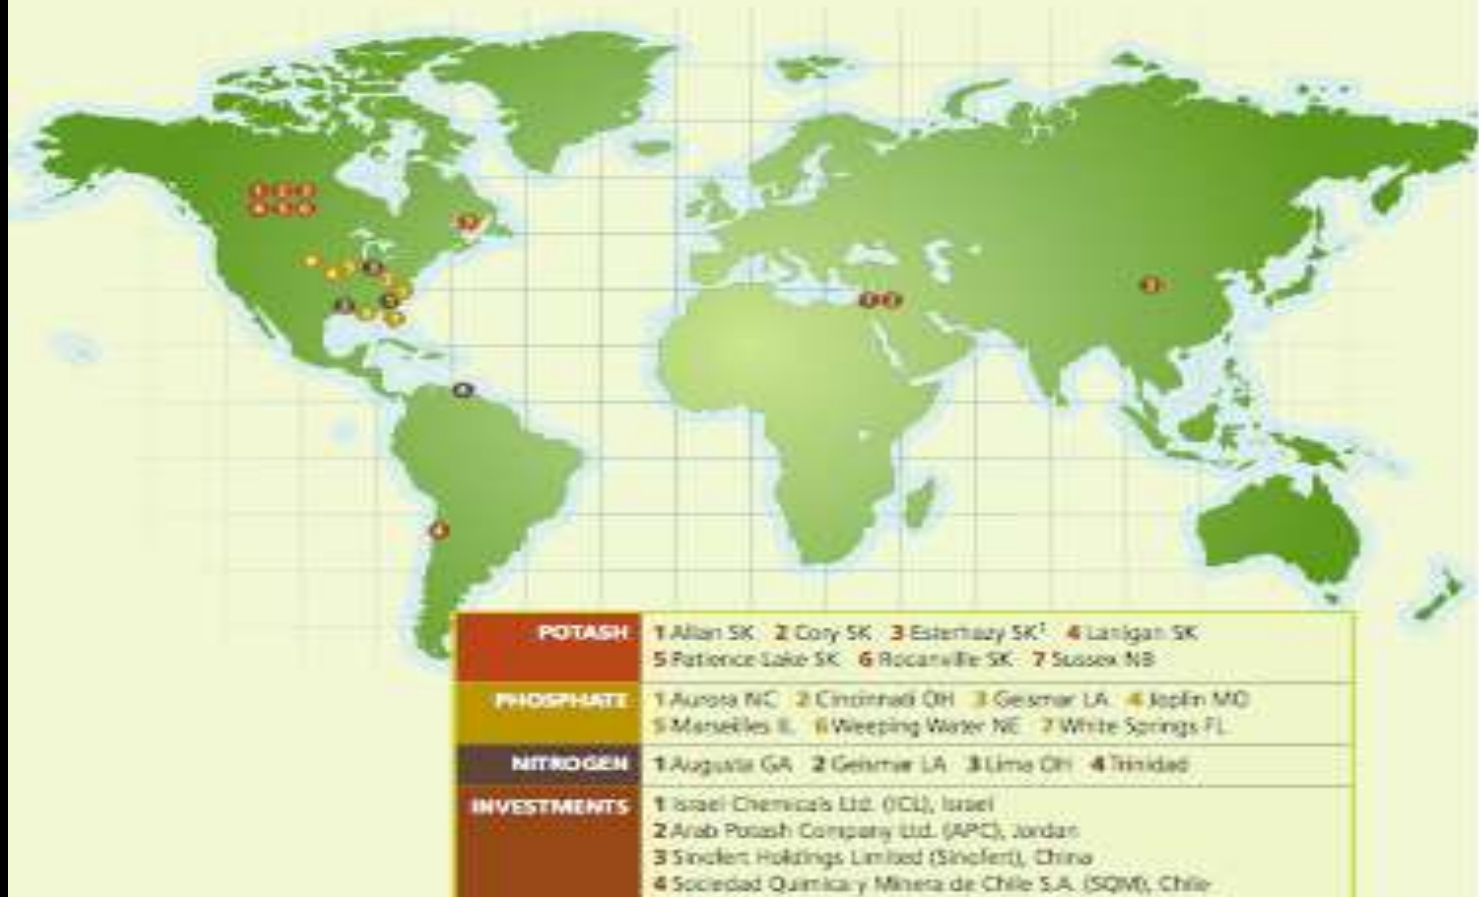 POTASH
1 Allan SK 2 Cory SK 3 Esterhazy SK¹ 4 Lanigan SK
5 Patience Lake SK 6 Rocanville SK 7 Sussex NB
PHOSPHATE
1 Aurora NC 2 Cincinnati OH 3 Geismar LA 4 Joplin MO
5 Marseilles IL 6 Weeping Water NE 7 White Springs FL
NITROGEN
1 Augusta GA 2 Geismar LA 3 Lima OH 4 Trinidad
INVESTMENTS
1 Israel Chemicals Ltd. (ICL), Israel
2 Arab Potash Company Ltd. (APC), Jordan
3 Sinofert Holdings Limited (Sinofert), China
4 Sociedad Quimica y Minera de Chile S.A. (SQM), Chile